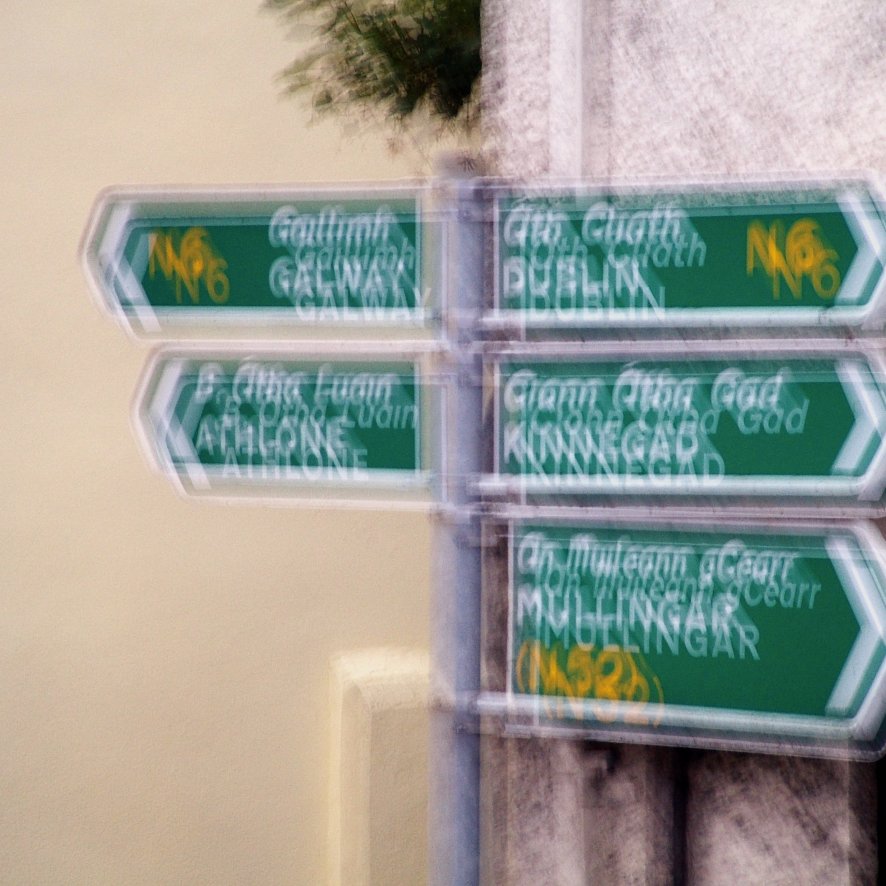 Gaillimh
N6
GALWAY
B. Átha Luain
ATHLONE
Áth Cliath
N6
DUBLIN
Cionn Átha Gad
KINNEGAD
An Muileann gCearr
MULLINGAR
(N52)